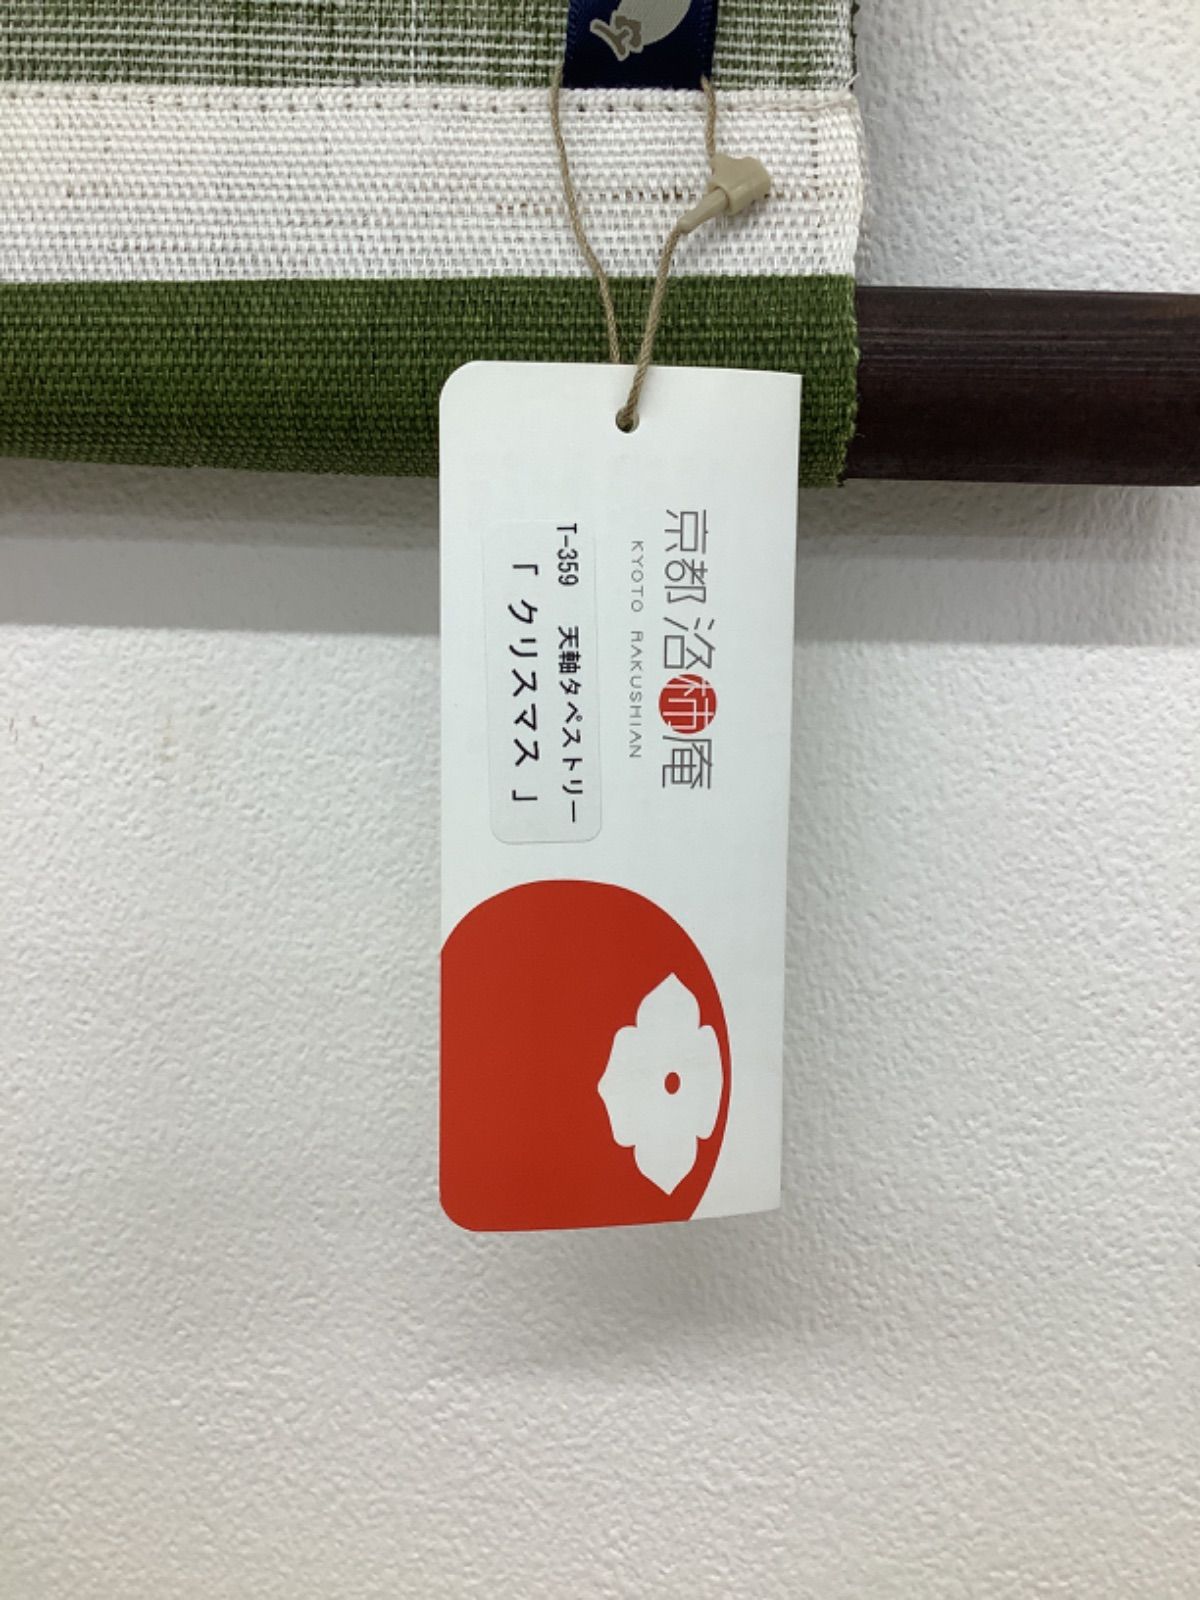 京都 洛柿庵
KYOTO RAKUSHIAN
T-359 天軸タペストリー
「 クリスマス 」